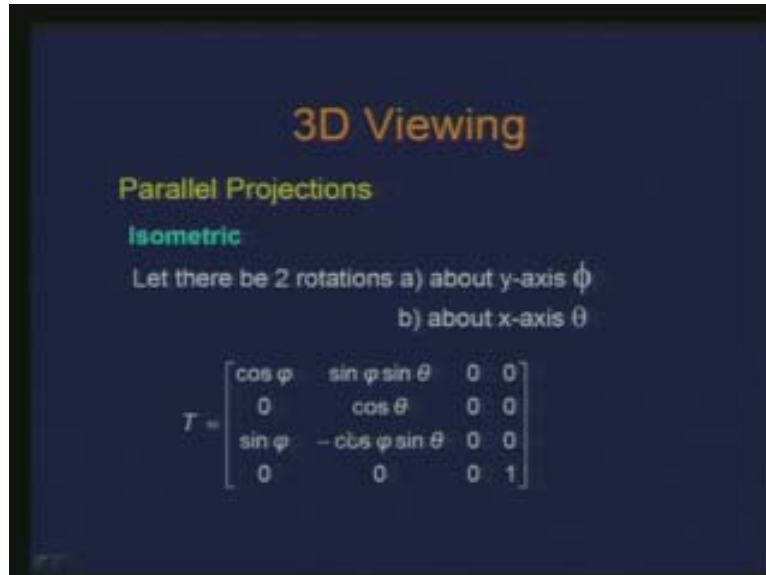 3D Viewing
Parallel Projections
Isometric
Let there be 2 rotations a) about y-axis ϕ
b) about x-axis θ
T = [cos φ sin φ sin θ 0 0
0 cos θ 0 0
sin φ −cos φ sin θ 0 0
0 0 0 1]